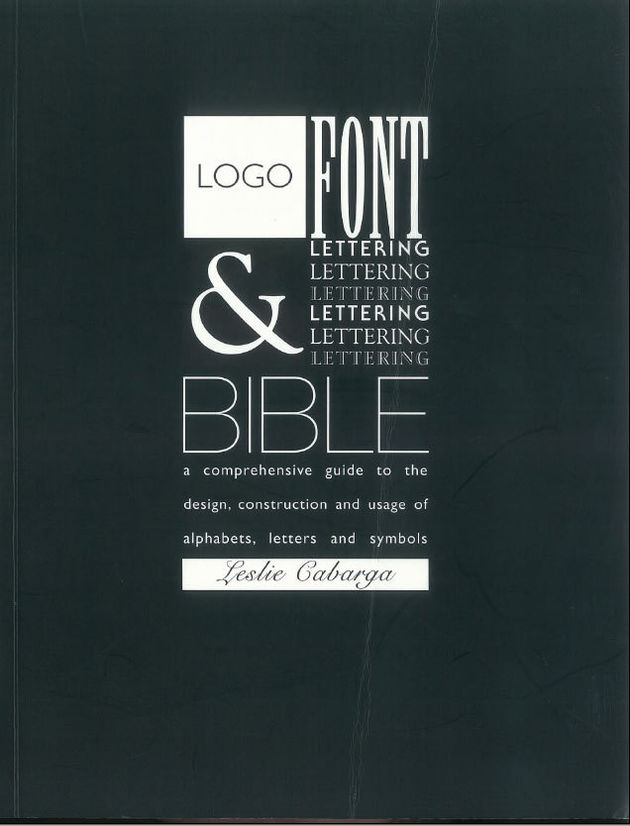 LOGO
FONT
&
LETTERING
LETTERING
LETTERING
LETTERING
LETTERING
LETTERING
BIBLE
a comprehensive guide to the
design, construction and usage of
alphabets, letters and symbols
Leslie Cabarga